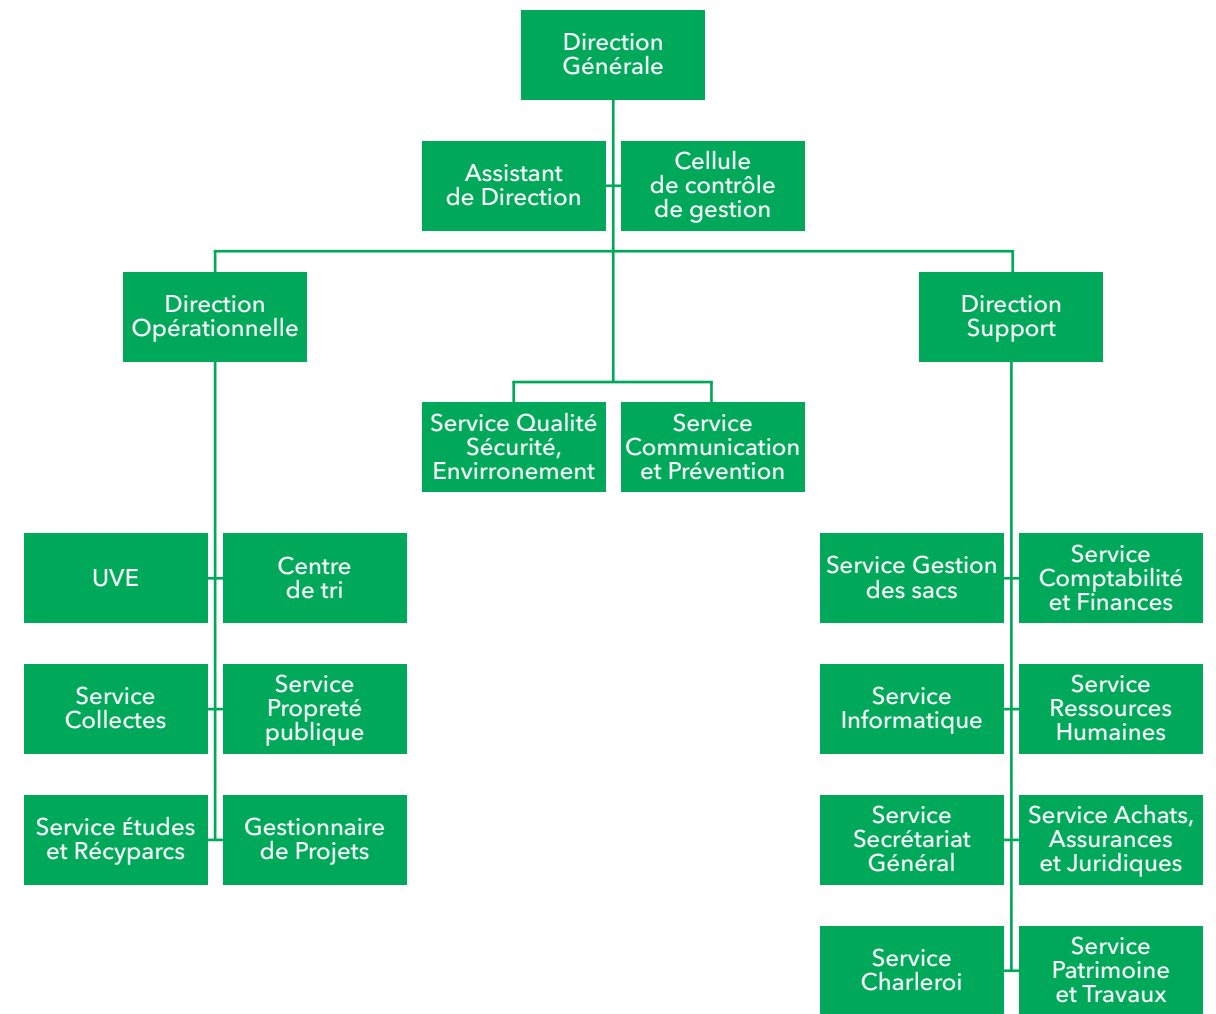 Direction
Générale
Assistant
de Direction
Cellule
de contrôle
de gestion
Direction
Opérationnelle
Direction
Support
Service Qualité
Sécurité,
Envirronement
Service
Communication
et Prévention
UVE
Centre
de tri
Service Gestion
des sacs
Service
Comptabilité
et Finances
Service
Collectes
Service
Propreté
publique
Service
Informatique
Service
Ressources
Humaines
Service Études
et Récyparcs
Gestionnaire
de Projets
Service
Secrétariat
Général
Service Achats,
Assurances
et Juridiques
Service
Charleroi
Service
Patrimoine
et Travaux